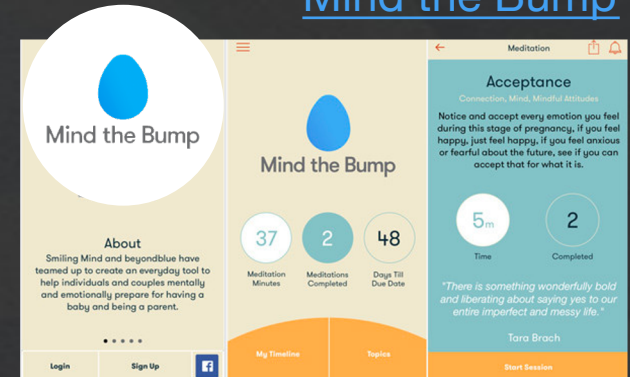 Mind the Bump
Mind the Bump
About
Smiling Mind and beyondblue have
teamed up to create an everyday tool to
help individuals and couples mentally
and emotionally prepare for having a
baby and being a parent.
Login
Sign Up
f
Mind the Bump
37
2
48
Meditation
Minutes
Meditations
Completed
Days Till
Due Date
My Timeline
Topics
Meditation
Acceptance
Connection, Mind, Mindful Attitudes
Notice and accept every emotion you feel
during this stage of pregnancy, if you feel
happy, just feel happy, if you feel anxious
or fearful about the future, see if you can
accept that for what it is.
5m
2
Time
Completed
"There is something wonderfully bold
and liberating about saying yes to our
entire imperfect and messy life."
Tara Brach
Start Session